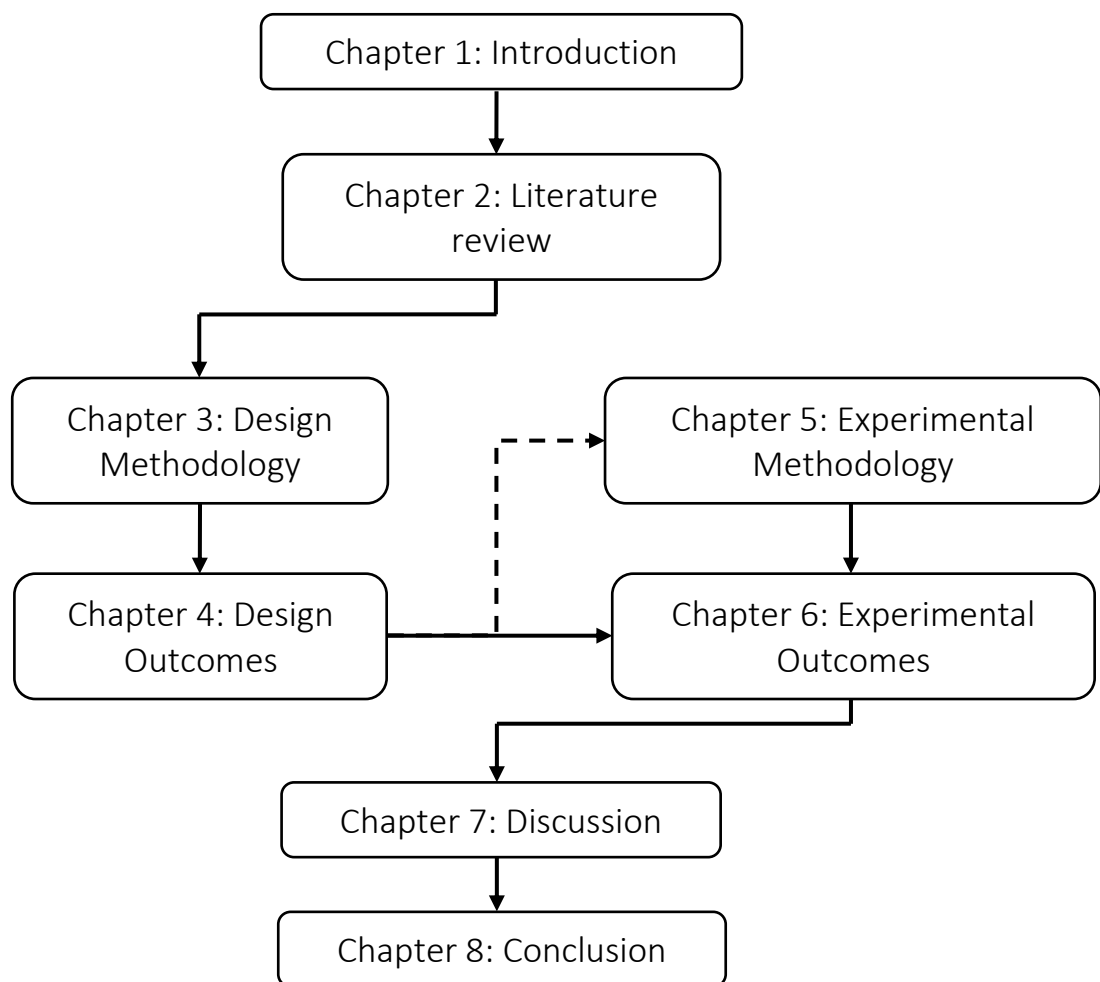 Chapter 1: Introduction
Chapter 2: Literature
review
Chapter 3: Design
Methodology
Chapter 4: Design
Outcomes
Chapter 5: Experimental
Methodology
Chapter 6: Experimental
Outcomes
Chapter 7: Discussion
Chapter 8: Conclusion